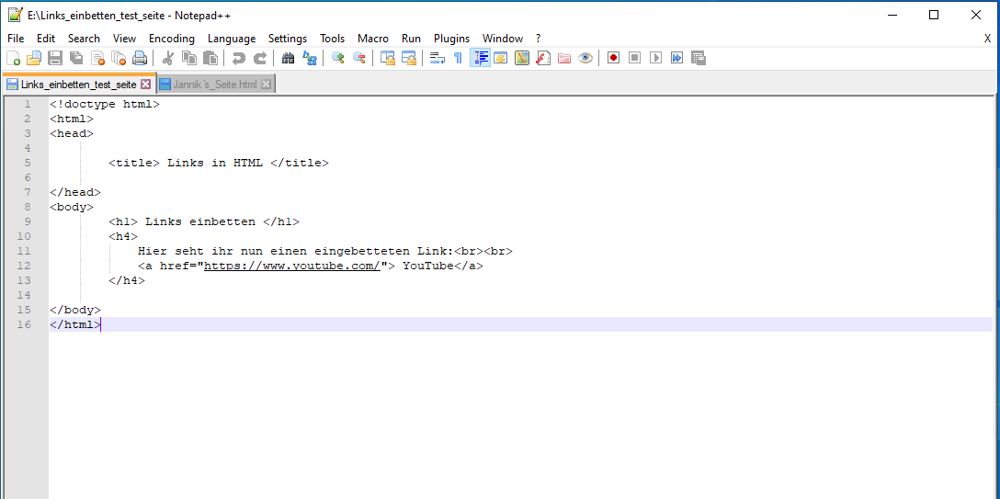 E:\Links_einbetten_test_seite - Notepad++
File Edit Search View Encoding Language Settings Tools Macro Run Plugins Window ? X
Links_einbetten_test_seite Jannik´s_Seite.html
1 <!doctype html>
2 <html>
3 <head>
4
5 <title> Links in HTML </title>
6
7 </head>
8 <body>
9 <h1> Links einbetten </h1>
10 <h4>
11 Hier seht ihr nun einen eingebetteten Link:<br><br>
12 <a href="https://www.youtube.com/"> YouTube</a>
13 </h4>
14
15 </body>
16 </html>